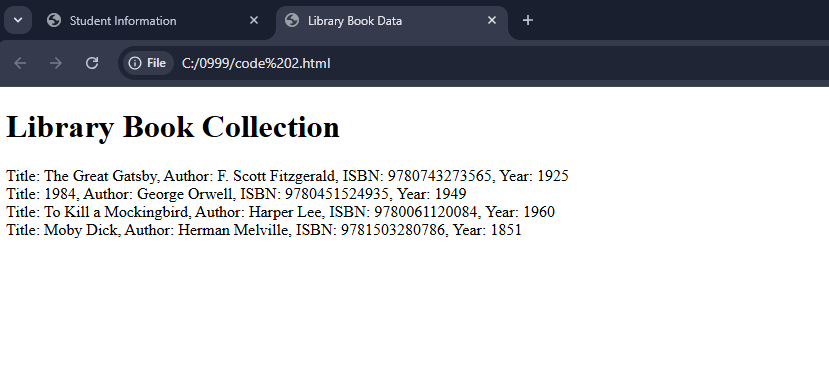 Student Information
Library Book Data
File
C:/0999/code%202.html
Library Book Collection
Title: The Great Gatsby, Author: F. Scott Fitzgerald, ISBN: 9780743273565, Year: 1925
Title: 1984, Author: George Orwell, ISBN: 9780451524935, Year: 1949
Title: To Kill a Mockingbird, Author: Harper Lee, ISBN: 9780061120084, Year: 1960
Title: Moby Dick, Author: Herman Melville, ISBN: 9781503280786, Year: 1851